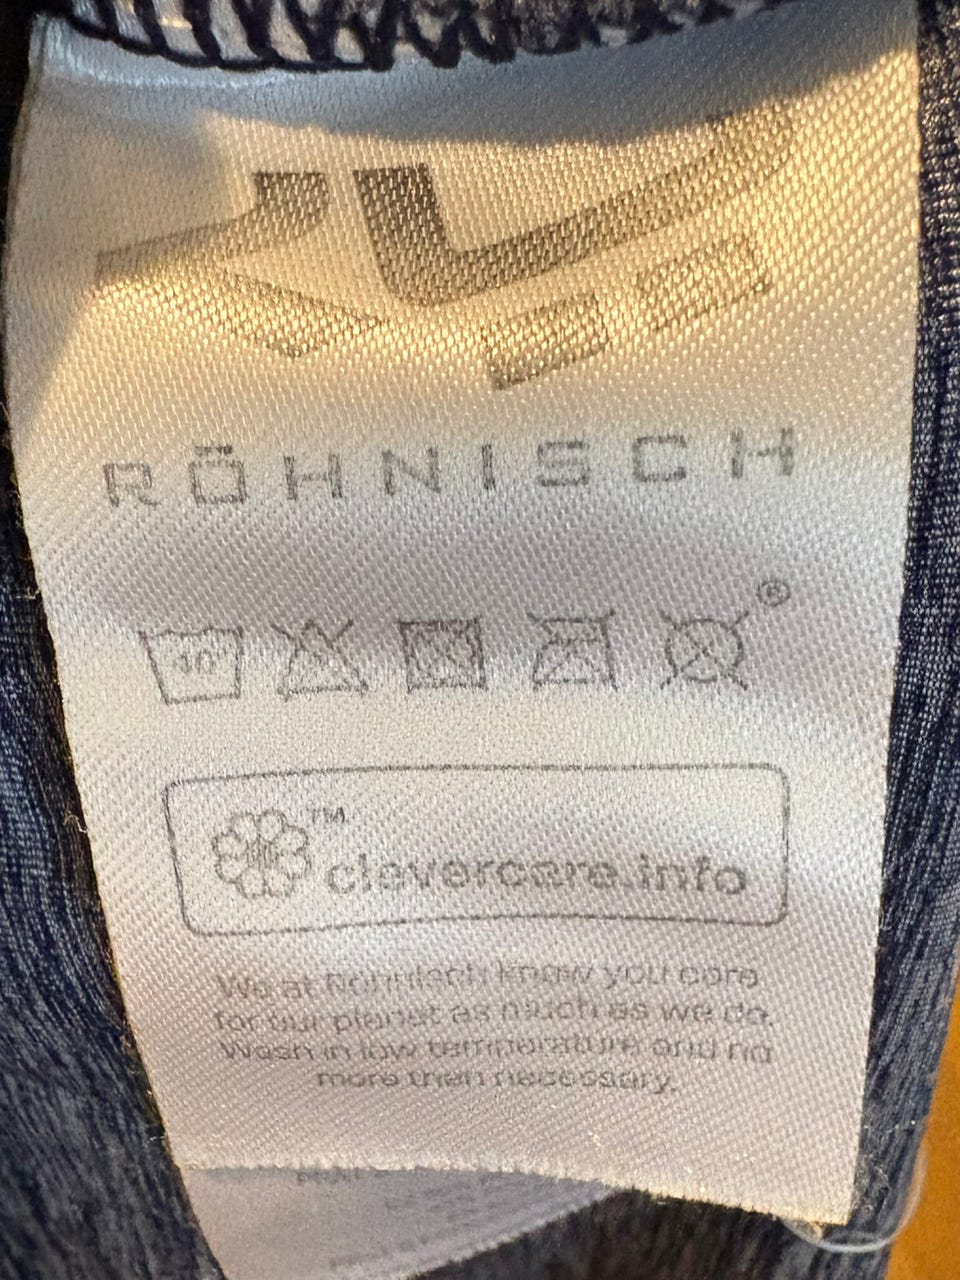 RÖHNISCH
40°
®
™
clevercare.info
We at Röhnisch know you care
for our planet as much as we do.
Wash in low temperature and no
more than necessary.